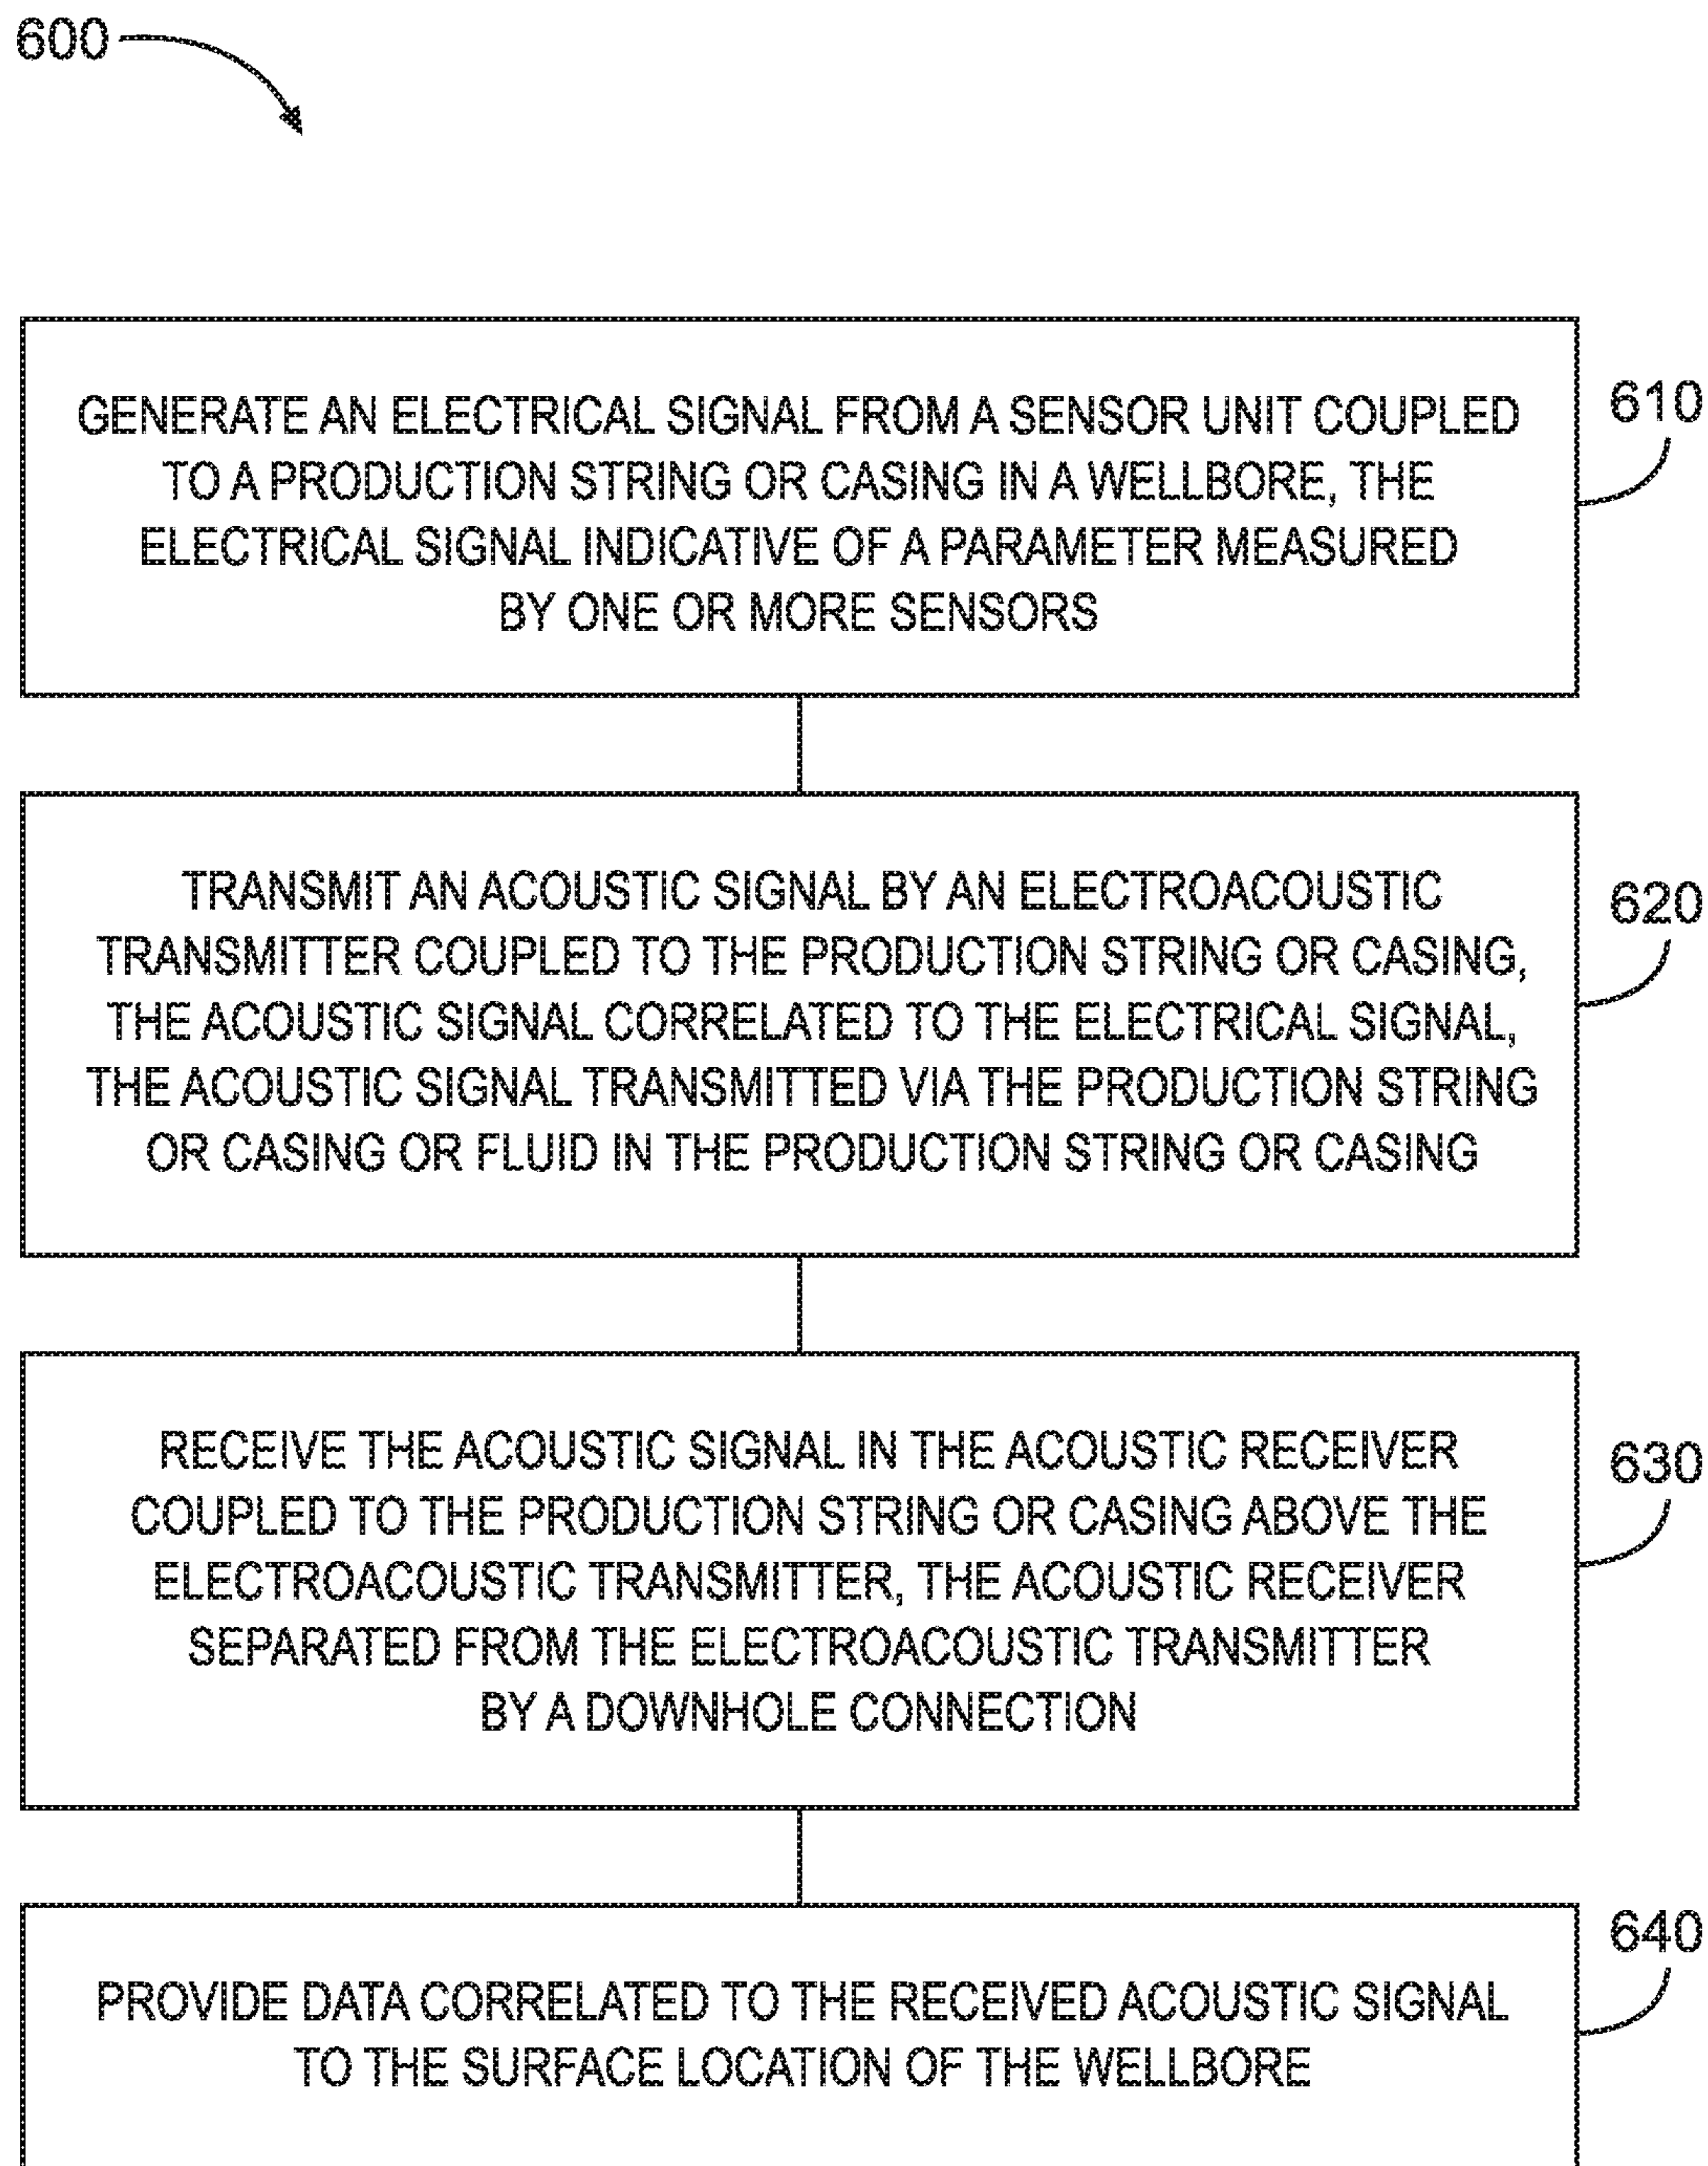 600
GENERATE AN ELECTRICAL SIGNAL FROM A SENSOR UNIT COUPLED
TO A PRODUCTION STRING OR CASING IN A WELLBORE, THE
ELECTRICAL SIGNAL INDICATIVE OF A PARAMETER MEASURED
BY ONE OR MORE SENSORS
610
TRANSMIT AN ACOUSTIC SIGNAL BY AN ELECTROACOUSTIC
TRANSMITTER COUPLED TO THE PRODUCTION STRING OR CASING,
THE ACOUSTIC SIGNAL CORRELATED TO THE ELECTRICAL SIGNAL,
THE ACOUSTIC SIGNAL TRANSMITTED VIA THE PRODUCTION STRING
OR CASING OR FLUID IN THE PRODUCTION STRING OR CASING
620
RECEIVE THE ACOUSTIC SIGNAL IN THE ACOUSTIC RECEIVER
COUPLED TO THE PRODUCTION STRING OR CASING ABOVE THE
ELECTROACOUSTIC TRANSMITTER, THE ACOUSTIC RECEIVER
SEPARATED FROM THE ELECTROACOUSTIC TRANSMITTER
BY A DOWNHOLE CONNECTION
630
PROVIDE DATA CORRELATED TO THE RECEIVED ACOUSTIC SIGNAL
TO THE SURFACE LOCATION OF THE WELLBORE
640